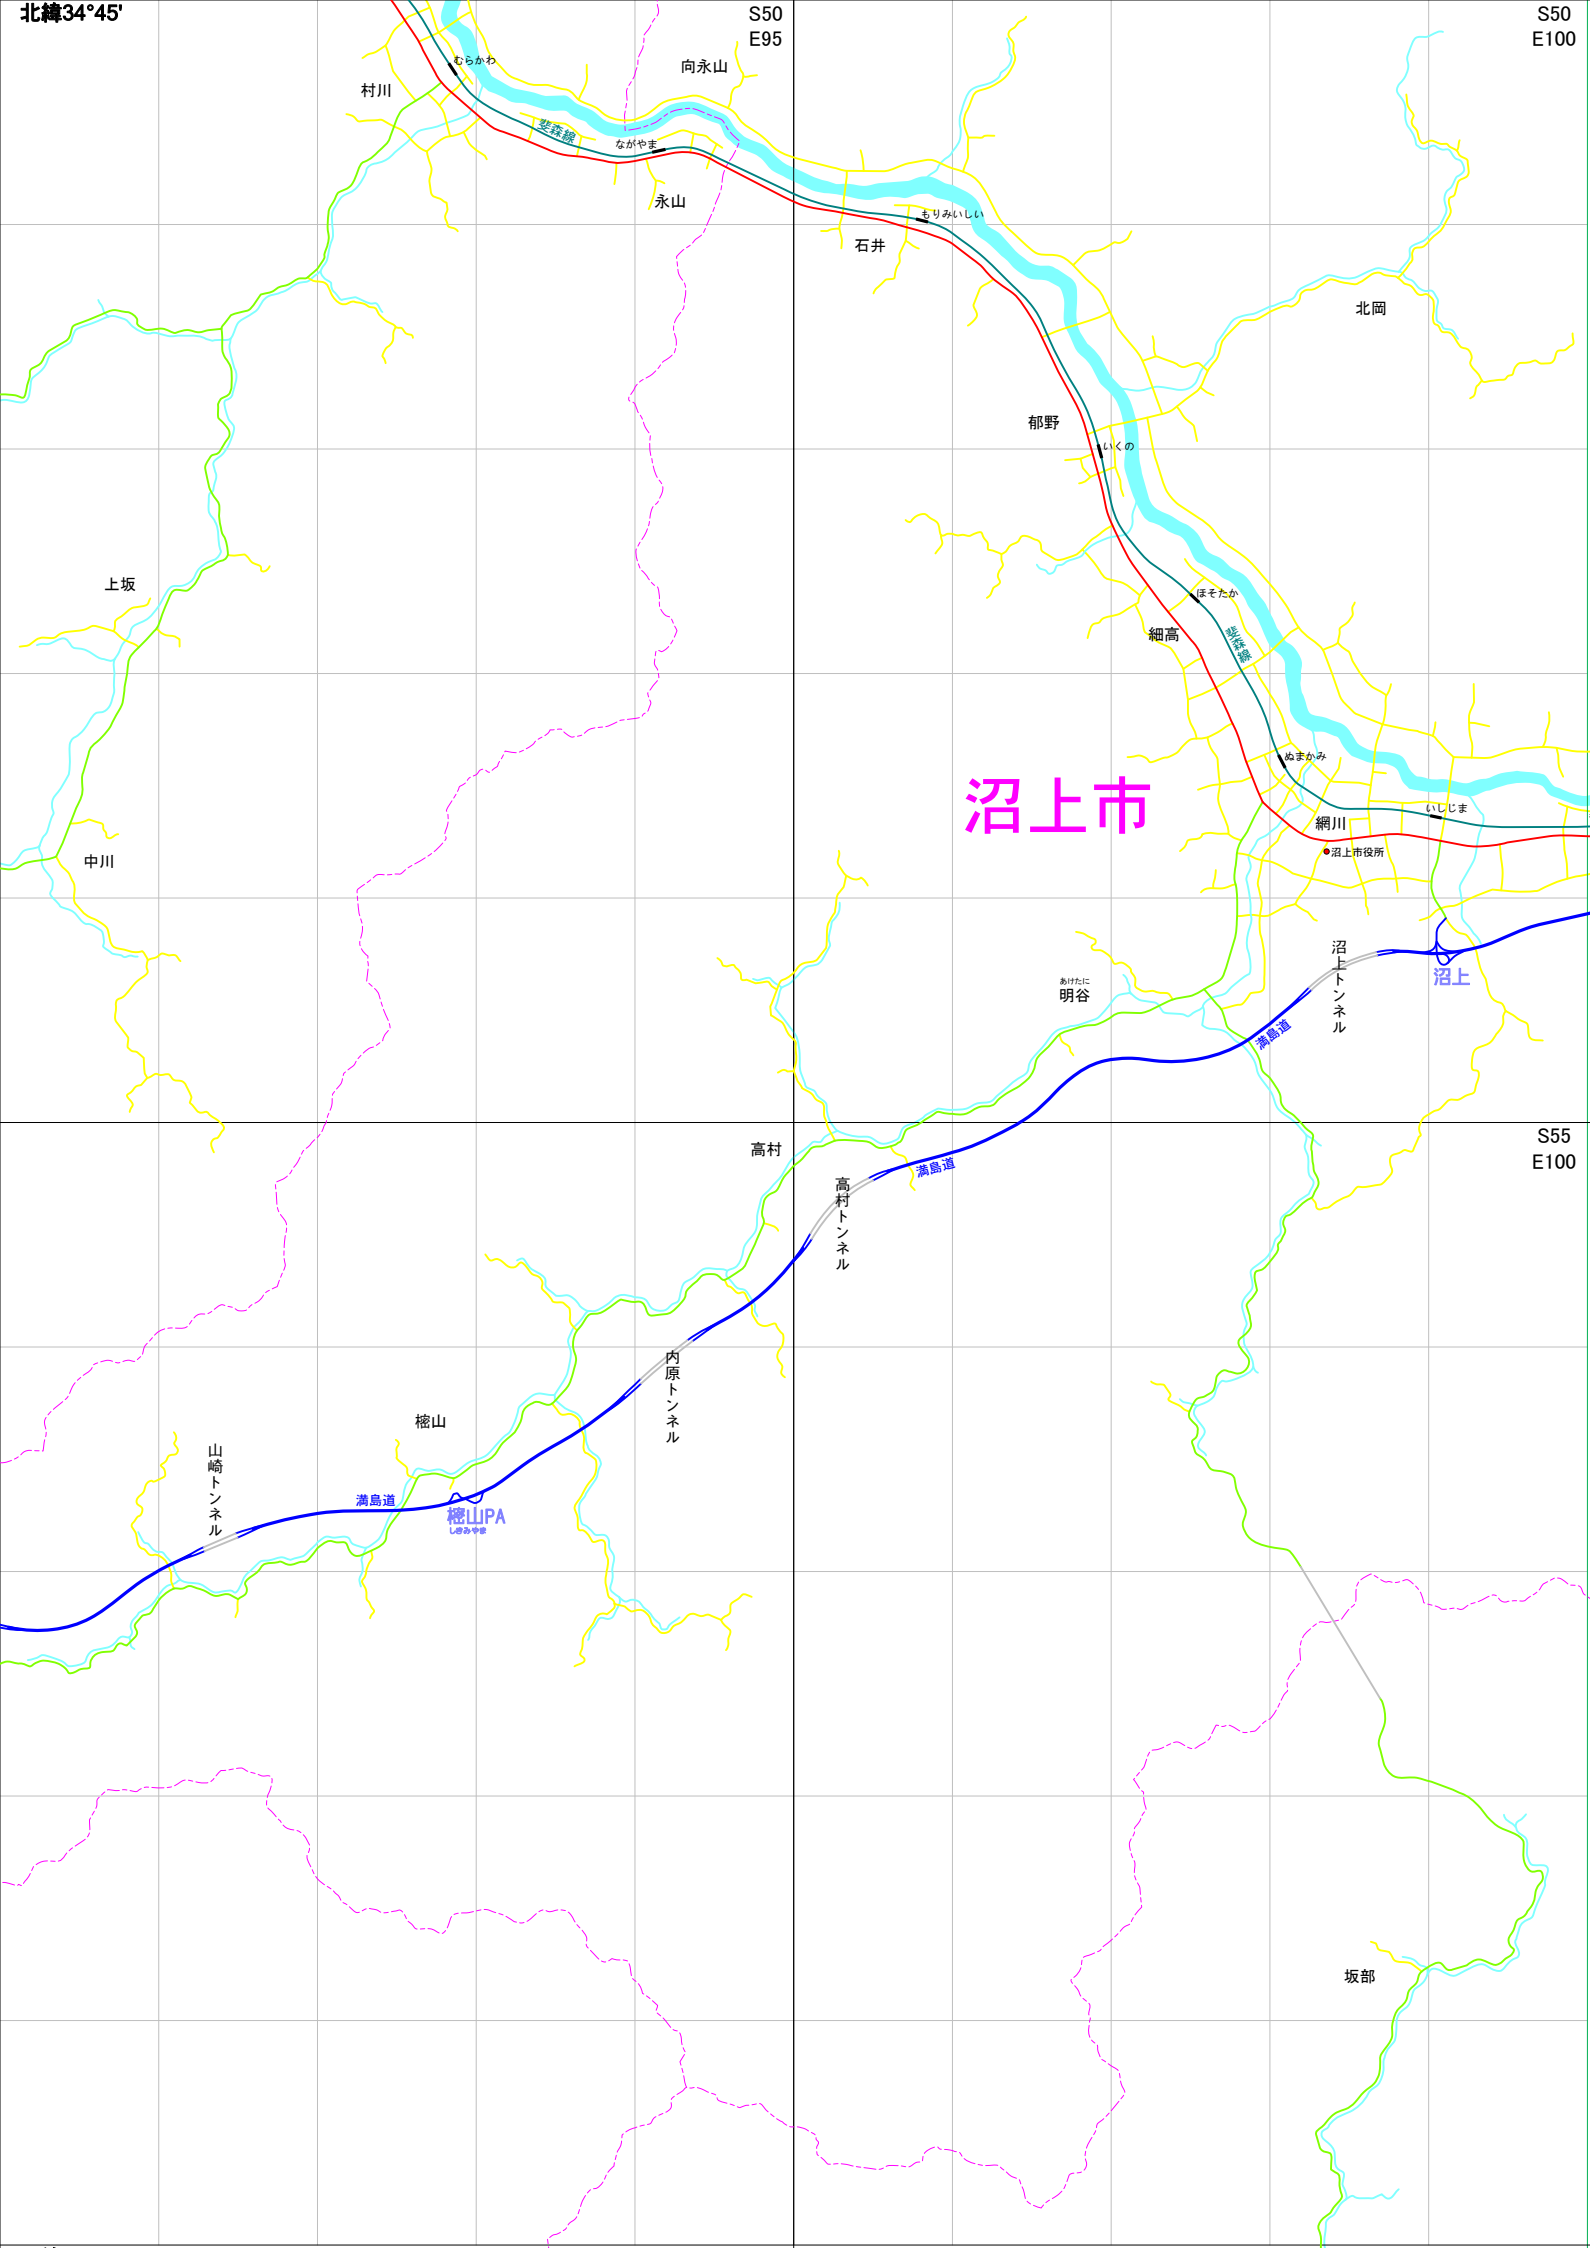 北緯34°45'
S50
E95
S50
E100
むらかわ
村川
向永山
斐森線
ながやま
永山
もりみいしい
石井
北岡
郁野
いくの
上坂
ほそたか
細高
斐森線
ぬまかみ
沼上市
いしじま
網川
沼上市役所
中川
沼上トンネル
沼上
あけたに
明谷
満島道
S55
E100
高村
満島道
高村トンネル
内原トンネル
樒山
山崎トンネル
満島道
樒山PA
しきみやま
坂部